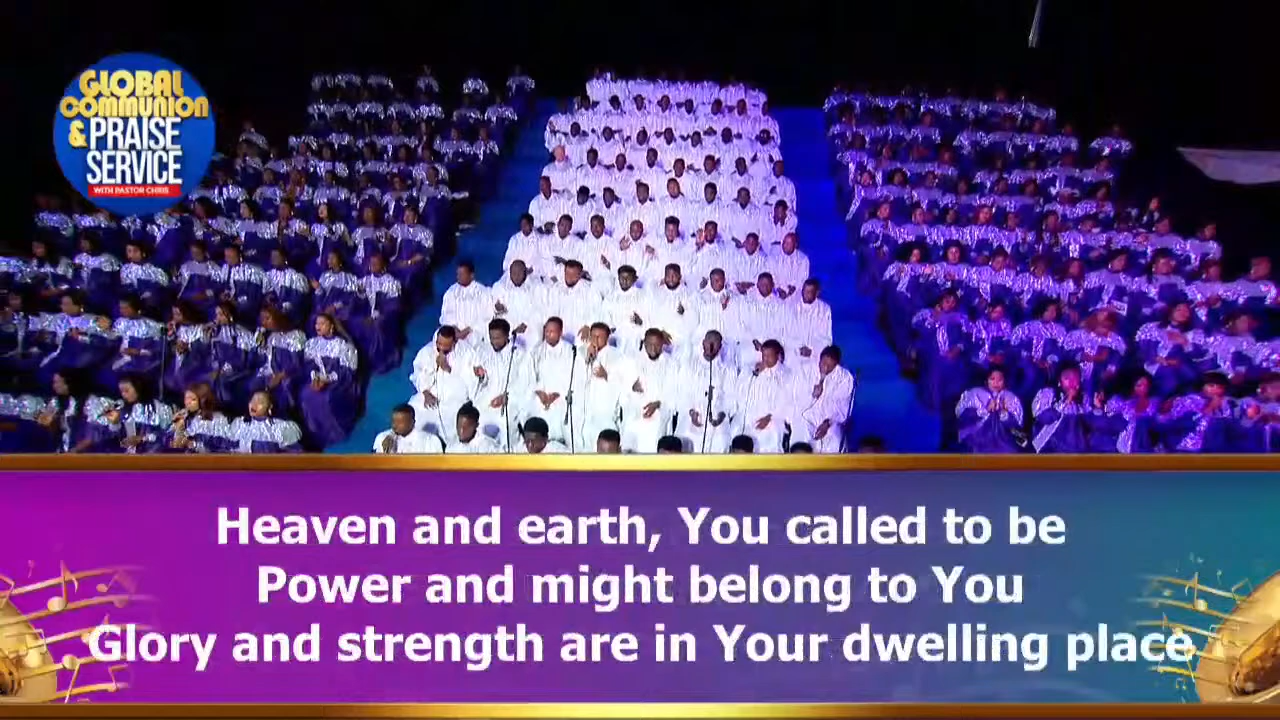 GLOBAL
COMMUNION
& PRAISE
SERVICE
WITH PASTOR CHRIS
Heaven and earth, You called to be
Power and might belong to You
Glory and strength are in Your dwelling place